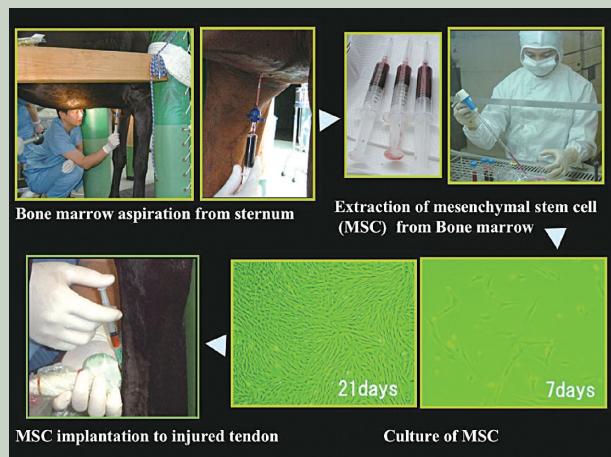 Bone marrow aspiration from sternum
Extraction of mesenchymal stem cell
(MSC) from Bone marrow
21days
7days
MSC implantation to injured tendon
Culture of MSC